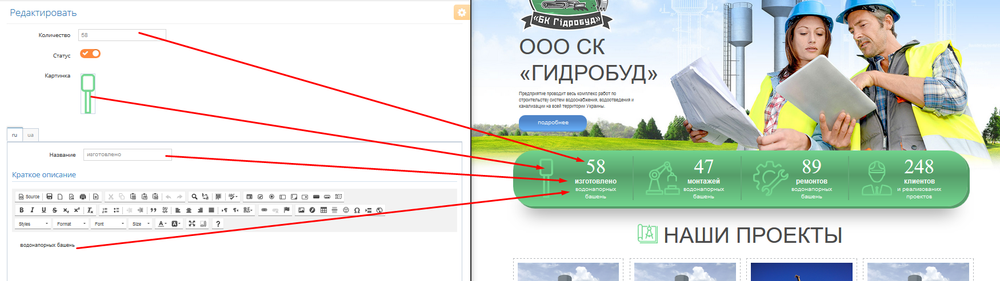 Редактировать
Количество
58
Статус
Картинка
ru
ua
Название
изготовлено
Краткое описание
Source
Styles
Format
Font
Size
водонапорных башень
«БК Гідробуд»
ООО СК
«ГИДРОБУД»
Предприятие проводит весь комплекс работ по
строительству систем водоснабжения, водоотведения и
канализации на всей территории Украины.
подробнее
58
изготовлено
водонапорных
башень
47
монтажей
водонапорных
башень
89
ремонтов
водонапорных
башень
248
клиентов
и реализованих
проектов
НАШИ ПРОЕКТЫ